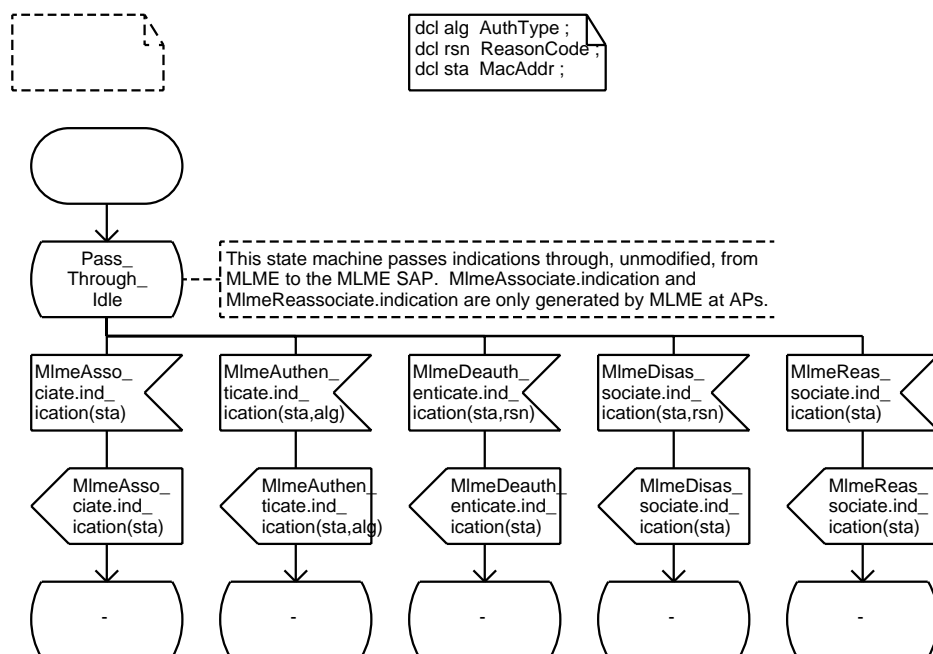 dcl alg AuthType ;
dcl rsn ReasonCode ;
dcl sta MacAddr ;
Pass_
Through_
Idle
This state machine passes indications through, unmodified, from
MLME to the MLME SAP. MlmeAssociate.indication and
MlmeReassociate.indication are only generated by MLME at APs.
MlmeAsso_
ciate.ind_
ication(sta)
MlmeAuthen_
ticate.ind_
ication(sta,alg)
MlmeDeauth_
enticate.ind_
ication(sta,rsn)
MlmeDisas_
sociate.ind_
ication(sta,rsn)
MlmeReas_
sociate.ind_
ication(sta)
MlmeAsso_
ciate.ind_
ication(sta)
MlmeAuthen_
ticate.ind_
ication(sta,alg)
MlmeDeauth_
enticate.ind_
ication(sta)
MlmeDisas_
sociate.ind_
ication(sta)
MlmeReas_
sociate.ind_
ication(sta)
-
-
-
-
-